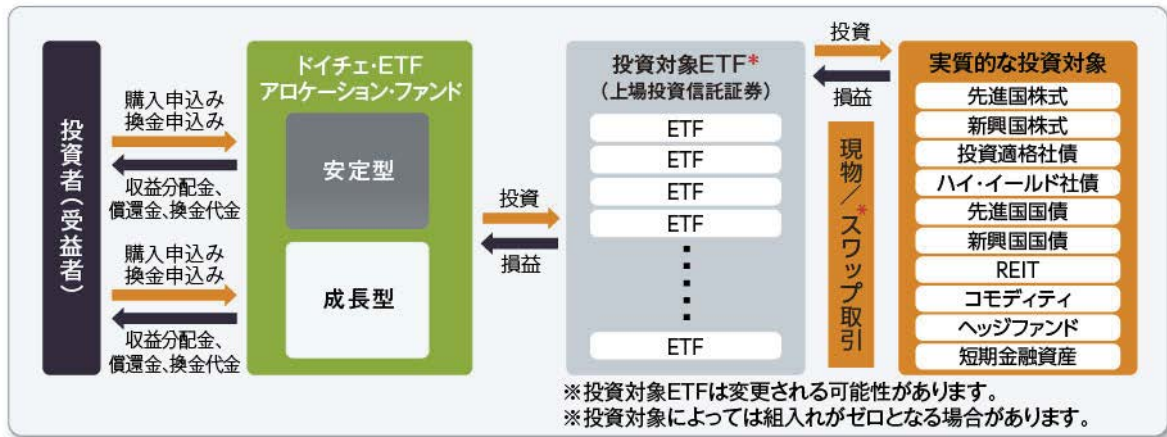 投資者（受益者）
購入申込み
換金申込み
収益分配金、
償還金、換金代金
購入申込み
換金申込み
収益分配金、
償還金、換金代金
ドイチェ・ETF
アロケーション・ファンド
安定型
成長型
投資
損益
投資対象ETF*
（上場投資信託証券）
ETF
ETF
ETF
ETF
ETF
投資
損益
現物／スワップ取引*
実質的な投資対象
先進国株式
新興国株式
投資適格社債
ハイ・イールド社債
先進国国債
新興国国債
REIT
コモディティ
ヘッジファンド
短期金融資産
※投資対象ETFは変更される可能性があります。
※投資対象によっては組入れがゼロとなる場合があります。